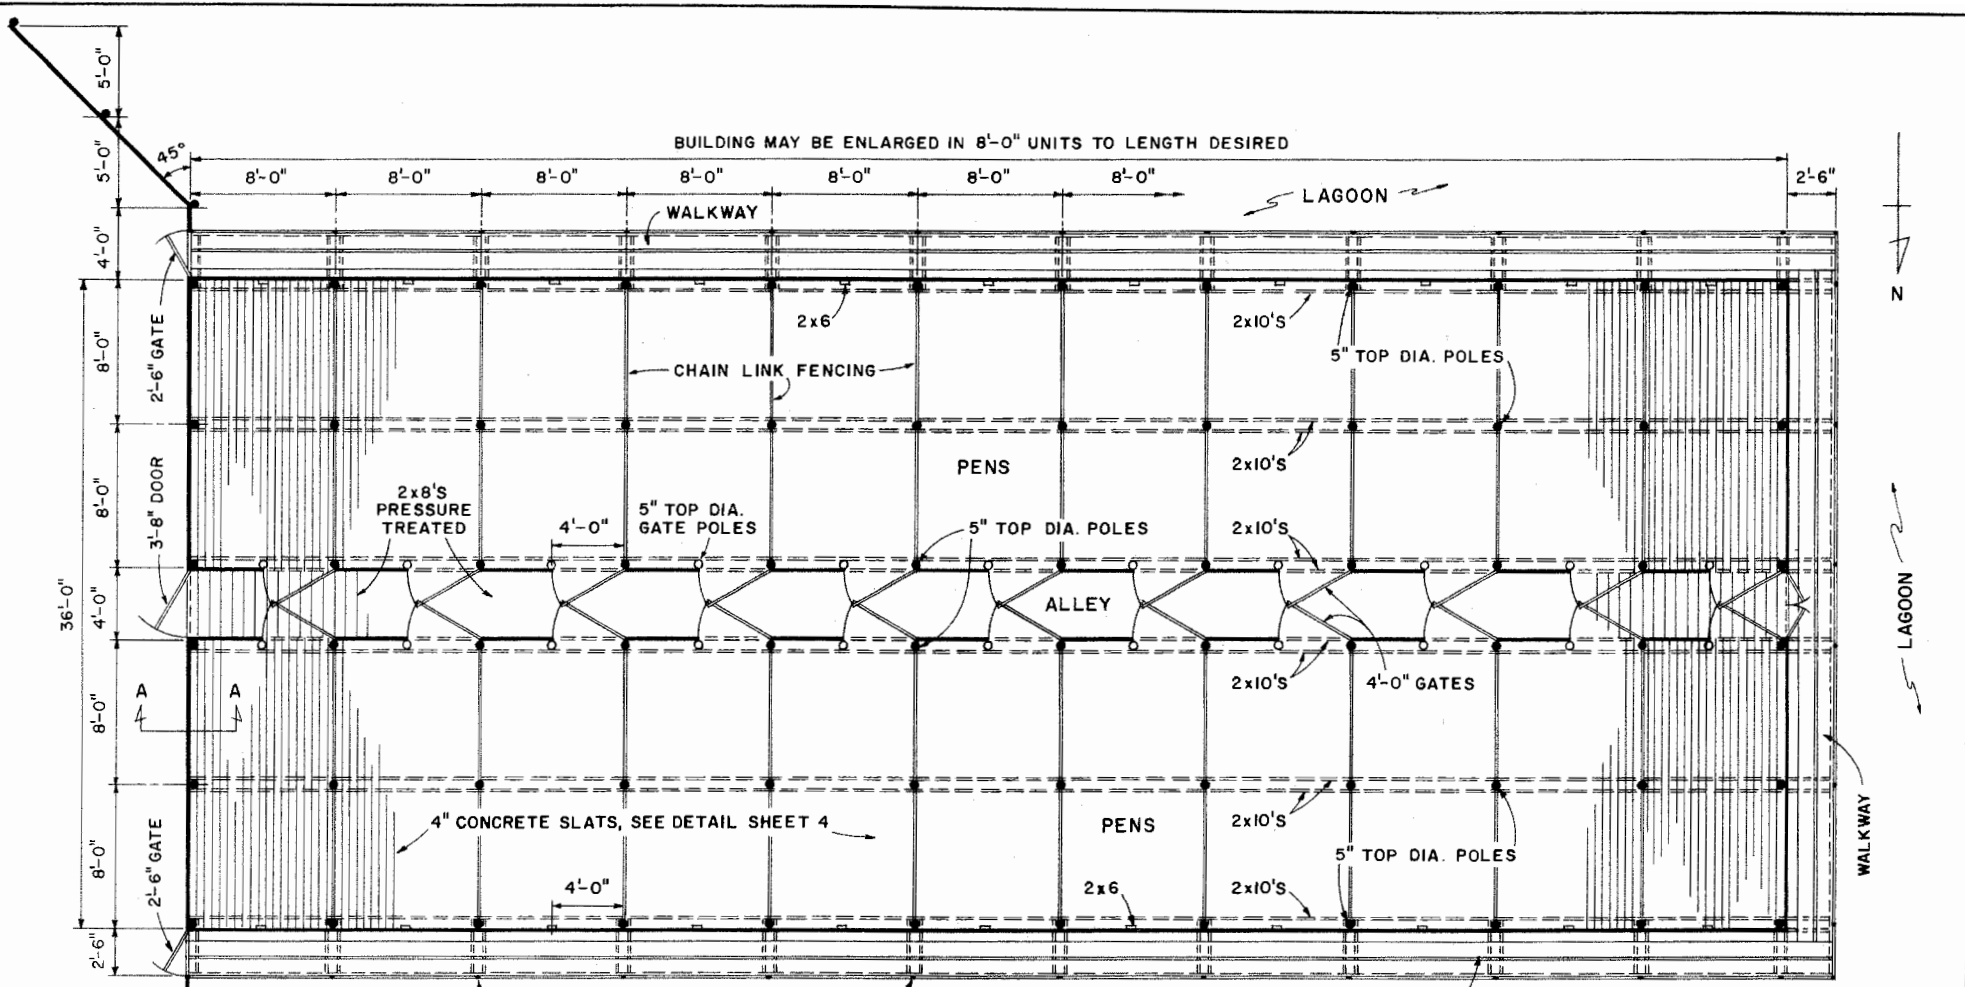 5'-0"
5'-0"
45°
BUILDING MAY BE ENLARGED IN 8'-0" UNITS TO LENGTH DESIRED
8'-0"
8'-0"
8'-0"
8'-0"
8'-0"
8'-0"
8'-0"
2'-6"
LAGOON
WALKWAY
4'-0"
N
2x6
2x10'S
8'-0"
2'-6" GATE
CHAIN LINK FENCING
5" TOP DIA. POLES
PENS
2x10'S
8'-0"
3'-8" DOOR
2x8'S
PRESSURE
TREATED
4'-0"
5" TOP DIA.
GATE POLES
5" TOP DIA. POLES
2x10'S
36'-0"
4'-0"
ALLEY
LAGOON
A
A
8'-0"
2x10'S
4'-0" GATES
4" CONCRETE SLATS, SEE DETAIL SHEET 4
PENS
2x10'S
WALKWAY
8'-0"
2'-6" GATE
5" TOP DIA. POLES
4'-0"
2x6
2x10'S
2'-6"